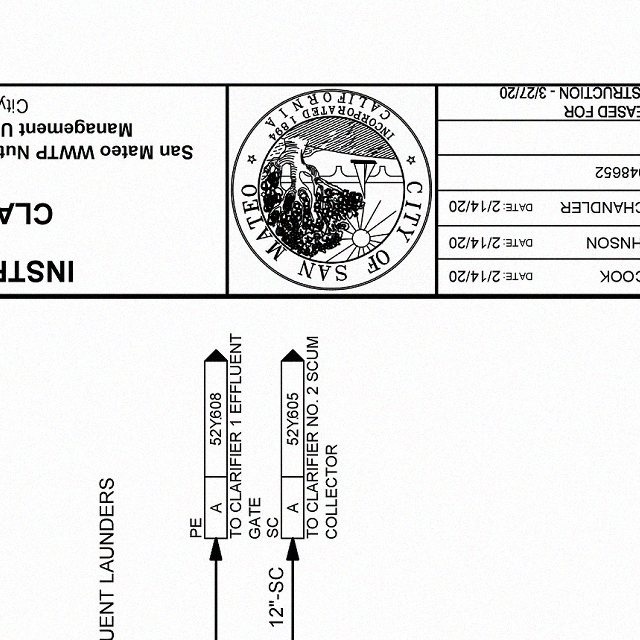 STRUCTION - 3/27/20
EASED FOR
048652
CHANDLER DATE: 2/14/20
HNSON DATE: 2/14/20
COOK DATE: 2/14/20
CITY OF SAN MATEO
INCORPORATED 1894
CALIFORNIA
City
Management U
San Mateo WWTP Nut
CLA
INSTR
PE
A 52Y608
TO CLARIFIER 1 EFFLUENT
GATE
SC
A 52Y605
TO CLARIFIER NO. 2 SCUM
COLLECTOR
12"-SC
UENT LAUNDERS